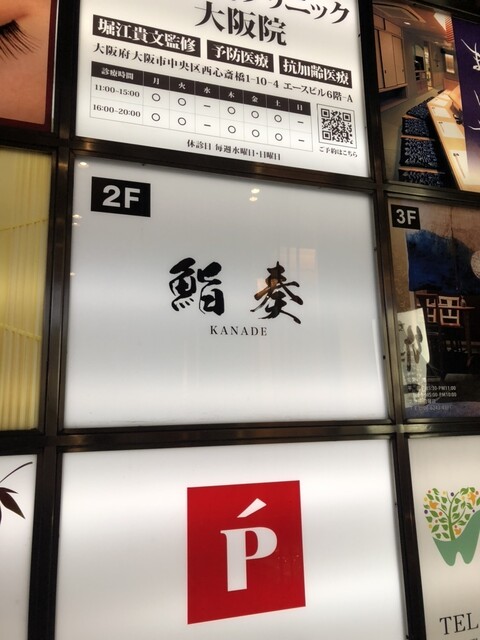 ニック
大阪院
堀江貴文監修 予防医療 抗加齢医療
大阪府大阪市中央区西心斎橋1-10-4 エースビル6階-A
診療時間 月 火 水 木 金 土 日
11:00-15:00 ○ ○ － ○ ○ ○ －
16:00-20:00 ○ ○ － ○ ○ ○ －
休診日 毎週水曜日・日曜日
ご予約はこちら
2F
鮨 奏
KANADE
3F
Ṕ
TEL